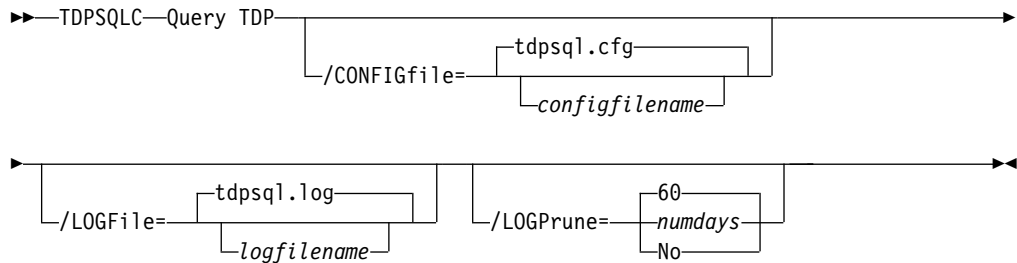 TDPSQLC Query TDP
tdpsql.cfg
/CONFIGfile=
configfilename
tdpsql.log
/LOGFile=
logfilename
60
/LOGPrune=
numdays
No